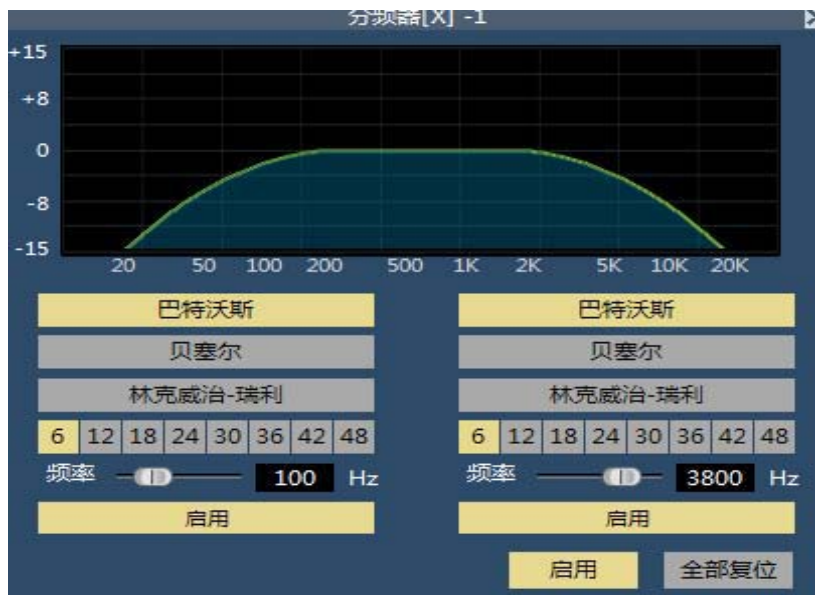 分频器[X] -1
+15
+8
0
-8
-15
20 50 100 200 500 1K 2K 5K 10K 20K
巴特沃斯 巴特沃斯
贝塞尔 贝塞尔
林克威治-瑞利 林克威治-瑞利
6 12 18 24 30 36 42 48 6 12 18 24 30 36 42 48
频率 100 Hz 频率 3800 Hz
启用 启用
启用 全部复位